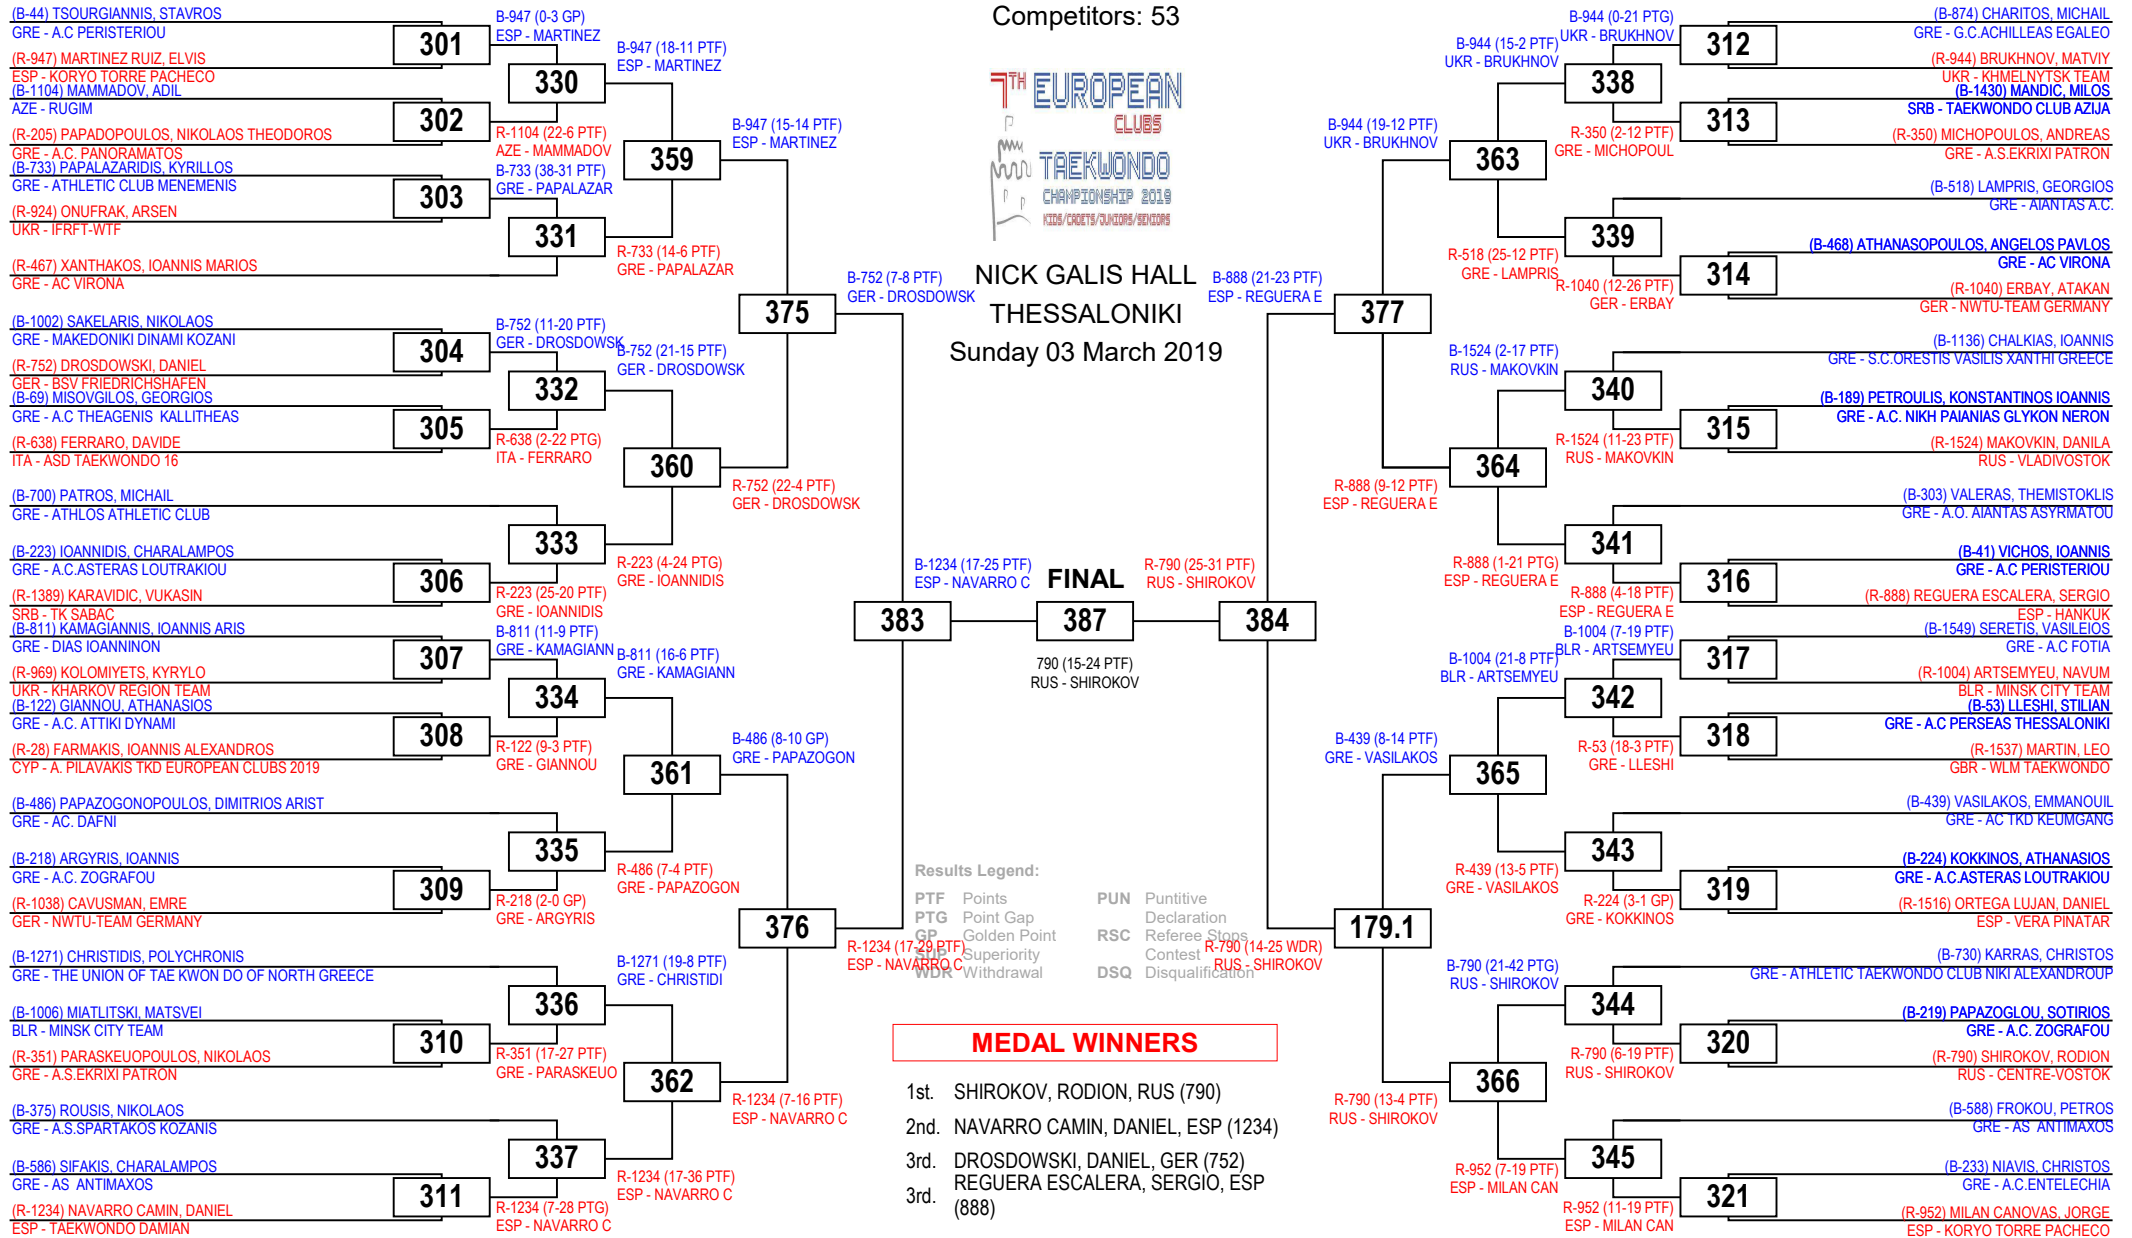 (B-44) TSOURGIANNIS, STAVROS
GRE - A.C PERISTERIOU
(R-947) MARTINEZ RUIZ, ELVIS
ESP - KORYO TORRE PACHECO
301
(B-1104) MAMMADOV, ADIL
AZE - RUGIM
(R-205) PAPADOPOULOS, NIKOLAOS THEODOROS
GRE - A.C. PANORAMATOS
302
(B-733) PAPALAZARIDIS, KYRILLOS
GRE - ATHLETIC CLUB MENEMENIS
(R-924) ONUFRAK, ARSEN
UKR - IFRFT-WTF
303
(R-467) XANTHAKOS, IOANNIS MARIOS
GRE - AC VIRONA
(B-1002) SAKELARIS, NIKOLAOS
GRE - MAKEDONIKI DINAMI KOZANI
(R-752) DROSDOWSKI, DANIEL
GER - BSV FRIEDRICHSHAFEN
304
(B-69) MISOVGILOS, GEORGIOS
GRE - A.C THEAGENIS KALLITHEAS
(R-638) FERRARO, DAVIDE
ITA - ASD TAEKWONDO 16
305
(B-700) PATROS, MICHAIL
GRE - ATHLOS ATHLETIC CLUB
(B-223) IOANNIDIS, CHARALAMPOS
GRE - A.C.ASTERAS LOUTRAKIOU
(R-1389) KARAVIDIC, VUKASIN
SRB - TK SABAC
306
(B-811) KAMAGIANNIS, IOANNIS ARIS
GRE - DIAS IOANNINON
(R-969) KOLOMIYETS, KYRYLO
UKR - KHARKOV REGION TEAM
307
(B-122) GIANNOU, ATHANASIOS
GRE - A.C. ATTIKI DYNAMI
(R-28) FARMAKIS, IOANNIS ALEXANDROS
CYP - A. PILAVAKIS TKD EUROPEAN CLUBS 2019
308
(B-486) PAPAZOGONOPOULOS, DIMITRIOS ARIST
GRE - AC. DAFNI
(B-218) ARGYRIS, IOANNIS
GRE - A.C. ZOGRAFOU
(R-1038) CAVUSMAN, EMRE
GER - NWTU-TEAM GERMANY
309
(B-1271) CHRISTIDIS, POLYCHRONIS
GRE - THE UNION OF TAE KWON DO OF NORTH GREECE
(B-1006) MIATLITSKI, MATSVEI
BLR - MINSK CITY TEAM
(R-351) PARASKEUOPOULOS, NIKOLAOS
GRE - A.S.EKRIXI PATRON
310
(B-375) ROUSIS, NIKOLAOS
GRE - A.S.SPARTAKOS KOZANIS
(B-586) SIFAKIS, CHARALAMPOS
GRE - AS ANTIMAXOS
(R-1234) NAVARRO CAMIN, DANIEL
ESP - TAEKWONDO DAMIAN
311
B-947 (0-3 GP)
ESP - MARTINEZ
330
R-1104 (22-6 PTF)
AZE - MAMMADOV
B-733 (38-31 PTF)
GRE - PAPALAZAR
331
B-752 (11-20 PTF)
GER - DROSDOWSK
332
R-638 (2-22 PTG)
ITA - FERRARO
333
R-223 (25-20 PTF)
GRE - IOANNIDIS
B-811 (11-9 PTF)
GRE - KAMAGIANN
334
R-122 (9-3 PTF)
GRE - GIANNOU
335
R-218 (2-0 GP)
GRE - ARGYRIS
336
R-351 (17-27 PTF)
GRE - PARASKEUO
337
R-1234 (7-28 PTG)
ESP - NAVARRO C
B-947 (18-11 PTF)
ESP - MARTINEZ
359
R-733 (14-6 PTF)
GRE - PAPALAZAR
B-752 (21-15 PTF)
GER - DROSDOWSK
360
R-223 (4-24 PTG)
GRE - IOANNIDIS
B-811 (16-6 PTF)
GRE - KAMAGIANN
361
R-486 (7-4 PTF)
GRE - PAPAZOGON
B-1271 (19-8 PTF)
GRE - CHRISTIDI
362
R-1234 (17-36 PTF)
ESP - NAVARRO C
B-947 (15-14 PTF)
ESP - MARTINEZ
375
R-752 (22-4 PTF)
GER - DROSDOWSK
B-486 (8-10 GP)
GRE - PAPAZOGON
376
R-1234 (7-16 PTF)
ESP - NAVARRO C
B-752 (7-8 PTF)
GER - DROSDOWSK
383
R-1234 (17-29 PTF)
ESP - NAVARRO C
Competitors: 53
7TH EUROPEAN
CLUBS
TAEKWONDO
CHAMPIONSHIP 2019
KIDS/CADETS/JUNIORS/SENIORS
NICK GALIS HALL
THESSALONIKI
Sunday 03 March 2019
B-1234 (17-25 PTF)
ESP - NAVARRO C
FINAL
R-790 (25-31 PTF)
RUS - SHIROKOV
387
790 (15-24 PTF)
RUS - SHIROKOV
Results Legend:
PTF Points
PTG Point Gap
GP Golden Point
SUP Superiority
WDR Withdrawal
PUN Puntitive
Declaration
RSC Referee Stops
Contest
DSQ Disqualification
MEDAL WINNERS
1st. SHIROKOV, RODION, RUS (790)
2nd. NAVARRO CAMIN, DANIEL, ESP (1234)
3rd. DROSDOWSKI, DANIEL, GER (752)
3rd. REGUERA ESCALERA, SERGIO, ESP
(888)
B-888 (21-23 PTF)
ESP - REGUERA E
384
R-790 (14-25 WDR)
RUS - SHIROKOV
B-944 (19-12 PTF)
UKR - BRUKHNOV
377
R-888 (9-12 PTF)
ESP - REGUERA E
B-439 (8-14 PTF)
GRE - VASILAKOS
179.1
R-790 (13-4 PTF)
RUS - SHIROKOV
B-944 (15-2 PTF)
UKR - BRUKHNOV
363
R-518 (25-12 PTF)
GRE - LAMPRIS
B-1524 (2-17 PTF)
RUS - MAKOVKIN
364
R-888 (1-21 PTG)
ESP - REGUERA E
B-1004 (21-8 PTF)
BLR - ARTSEMYEU
365
R-439 (13-5 PTF)
GRE - VASILAKOS
B-790 (21-42 PTG)
RUS - SHIROKOV
366
R-952 (7-19 PTF)
ESP - MILAN CAN
B-944 (0-21 PTG)
UKR - BRUKHNOV
338
R-350 (2-12 PTF)
GRE - MICHOPOUL
339
R-1040 (12-26 PTF)
GER - ERBAY
340
R-1524 (11-23 PTF)
RUS - MAKOVKIN
341
R-888 (4-18 PTF)
ESP - REGUERA E
B-1004 (7-19 PTF)
BLR - ARTSEMYEU
342
R-53 (18-3 PTF)
GRE - LLESHI
343
R-224 (3-1 GP)
GRE - KOKKINOS
344
R-790 (6-19 PTF)
RUS - SHIROKOV
345
R-952 (11-19 PTF)
ESP - MILAN CAN
(B-874) CHARITOS, MICHAIL
GRE - G.C.ACHILLEAS EGALEO
312
(R-944) BRUKHNOV, MATVIY
UKR - KHMELNYTSK TEAM
(B-1430) MANDIC, MILOS
SRB - TAEKWONDO CLUB AZIJA
313
(R-350) MICHOPOULOS, ANDREAS
GRE - A.S.EKRIXI PATRON
(B-518) LAMPRIS, GEORGIOS
GRE - AIANTAS A.C.
(B-468) ATHANASOPOULOS, ANGELOS PAVLOS
GRE - AC VIRONA
314
(R-1040) ERBAY, ATAKAN
GER - NWTU-TEAM GERMANY
(B-1136) CHALKIAS, IOANNIS
GRE - S.C.ORESTIS VASILIS XANTHI GREECE
(B-189) PETROULIS, KONSTANTINOS IOANNIS
GRE - A.C. NIKH PAIANIAS GLYKON NERON
315
(R-1524) MAKOVKIN, DANILA
RUS - VLADIVOSTOK
(B-303) VALERAS, THEMISTOKLIS
GRE - A.O. AIANTAS ASYRMATOU
(B-41) VICHOS, IOANNIS
GRE - A.C PERISTERIOU
316
(R-888) REGUERA ESCALERA, SERGIO
ESP - HANKUK
(B-1549) SERETIS, VASILEIOS
GRE - A.C FOTIA
317
(R-1004) ARTSEMYEU, NAVUM
BLR - MINSK CITY TEAM
(B-53) LLESHI, STILIAN
GRE - A.C PERSEAS THESSALONIKI
318
(R-1537) MARTIN, LEO
GBR - WLM TAEKWONDO
(B-439) VASILAKOS, EMMANOUIL
GRE - AC TKD KEUMGANG
(B-224) KOKKINOS, ATHANASIOS
GRE - A.C.ASTERAS LOUTRAKIOU
319
(R-1516) ORTEGA LUJAN, DANIEL
ESP - VERA PINATAR
(B-730) KARRAS, CHRISTOS
GRE - ATHLETIC TAEKWONDO CLUB NIKI ALEXANDROUP
(B-219) PAPAZOGLOU, SOTIRIOS
GRE - A.C. ZOGRAFOU
320
(R-790) SHIROKOV, RODION
RUS - CENTRE-VOSTOK
(B-588) FROKOU, PETROS
GRE - AS ANTIMAXOS
(B-233) NIAVIS, CHRISTOS
GRE - A.C.ENTELECHIA
321
(R-952) MILAN CANOVAS, JORGE
ESP - KORYO TORRE PACHECO